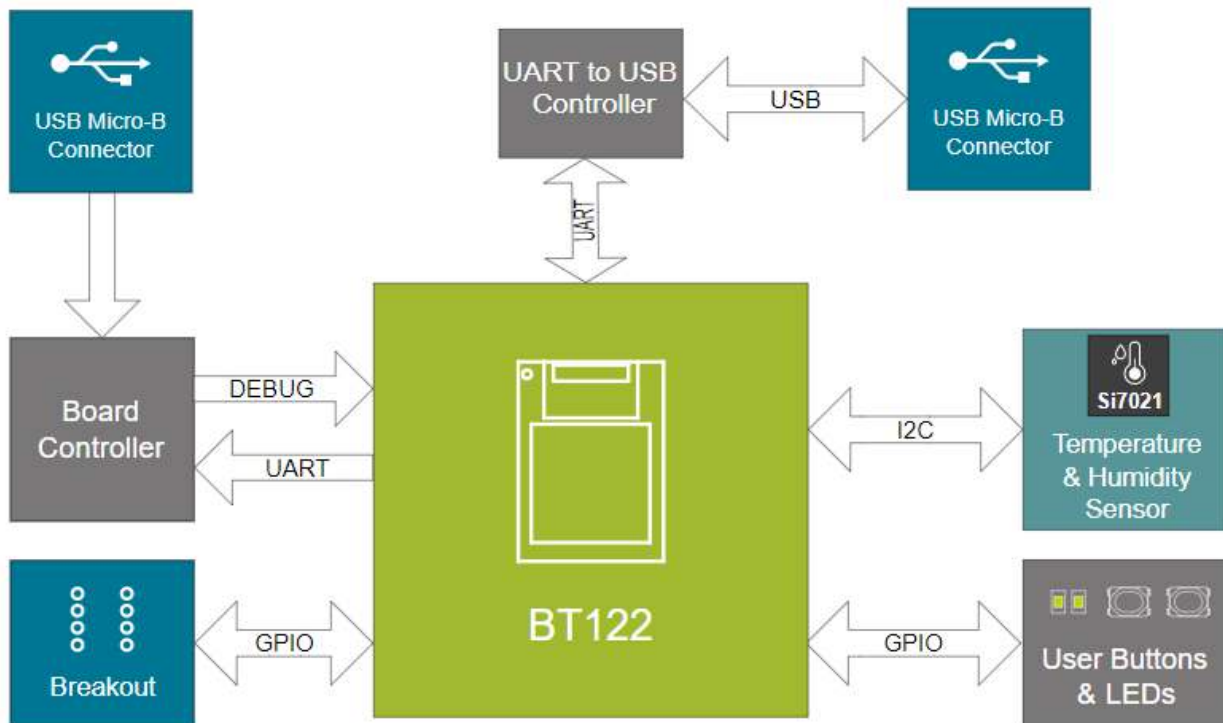 USB Micro-B
Connector
UART to USB
Controller
USB
USB Micro-B
Connector
UART
Board
Controller
DEBUG
UART
I2C
Si7021
Temperature
& Humidity
Sensor
BT122
GPIO
Breakout
GPIO
User Buttons
& LEDs